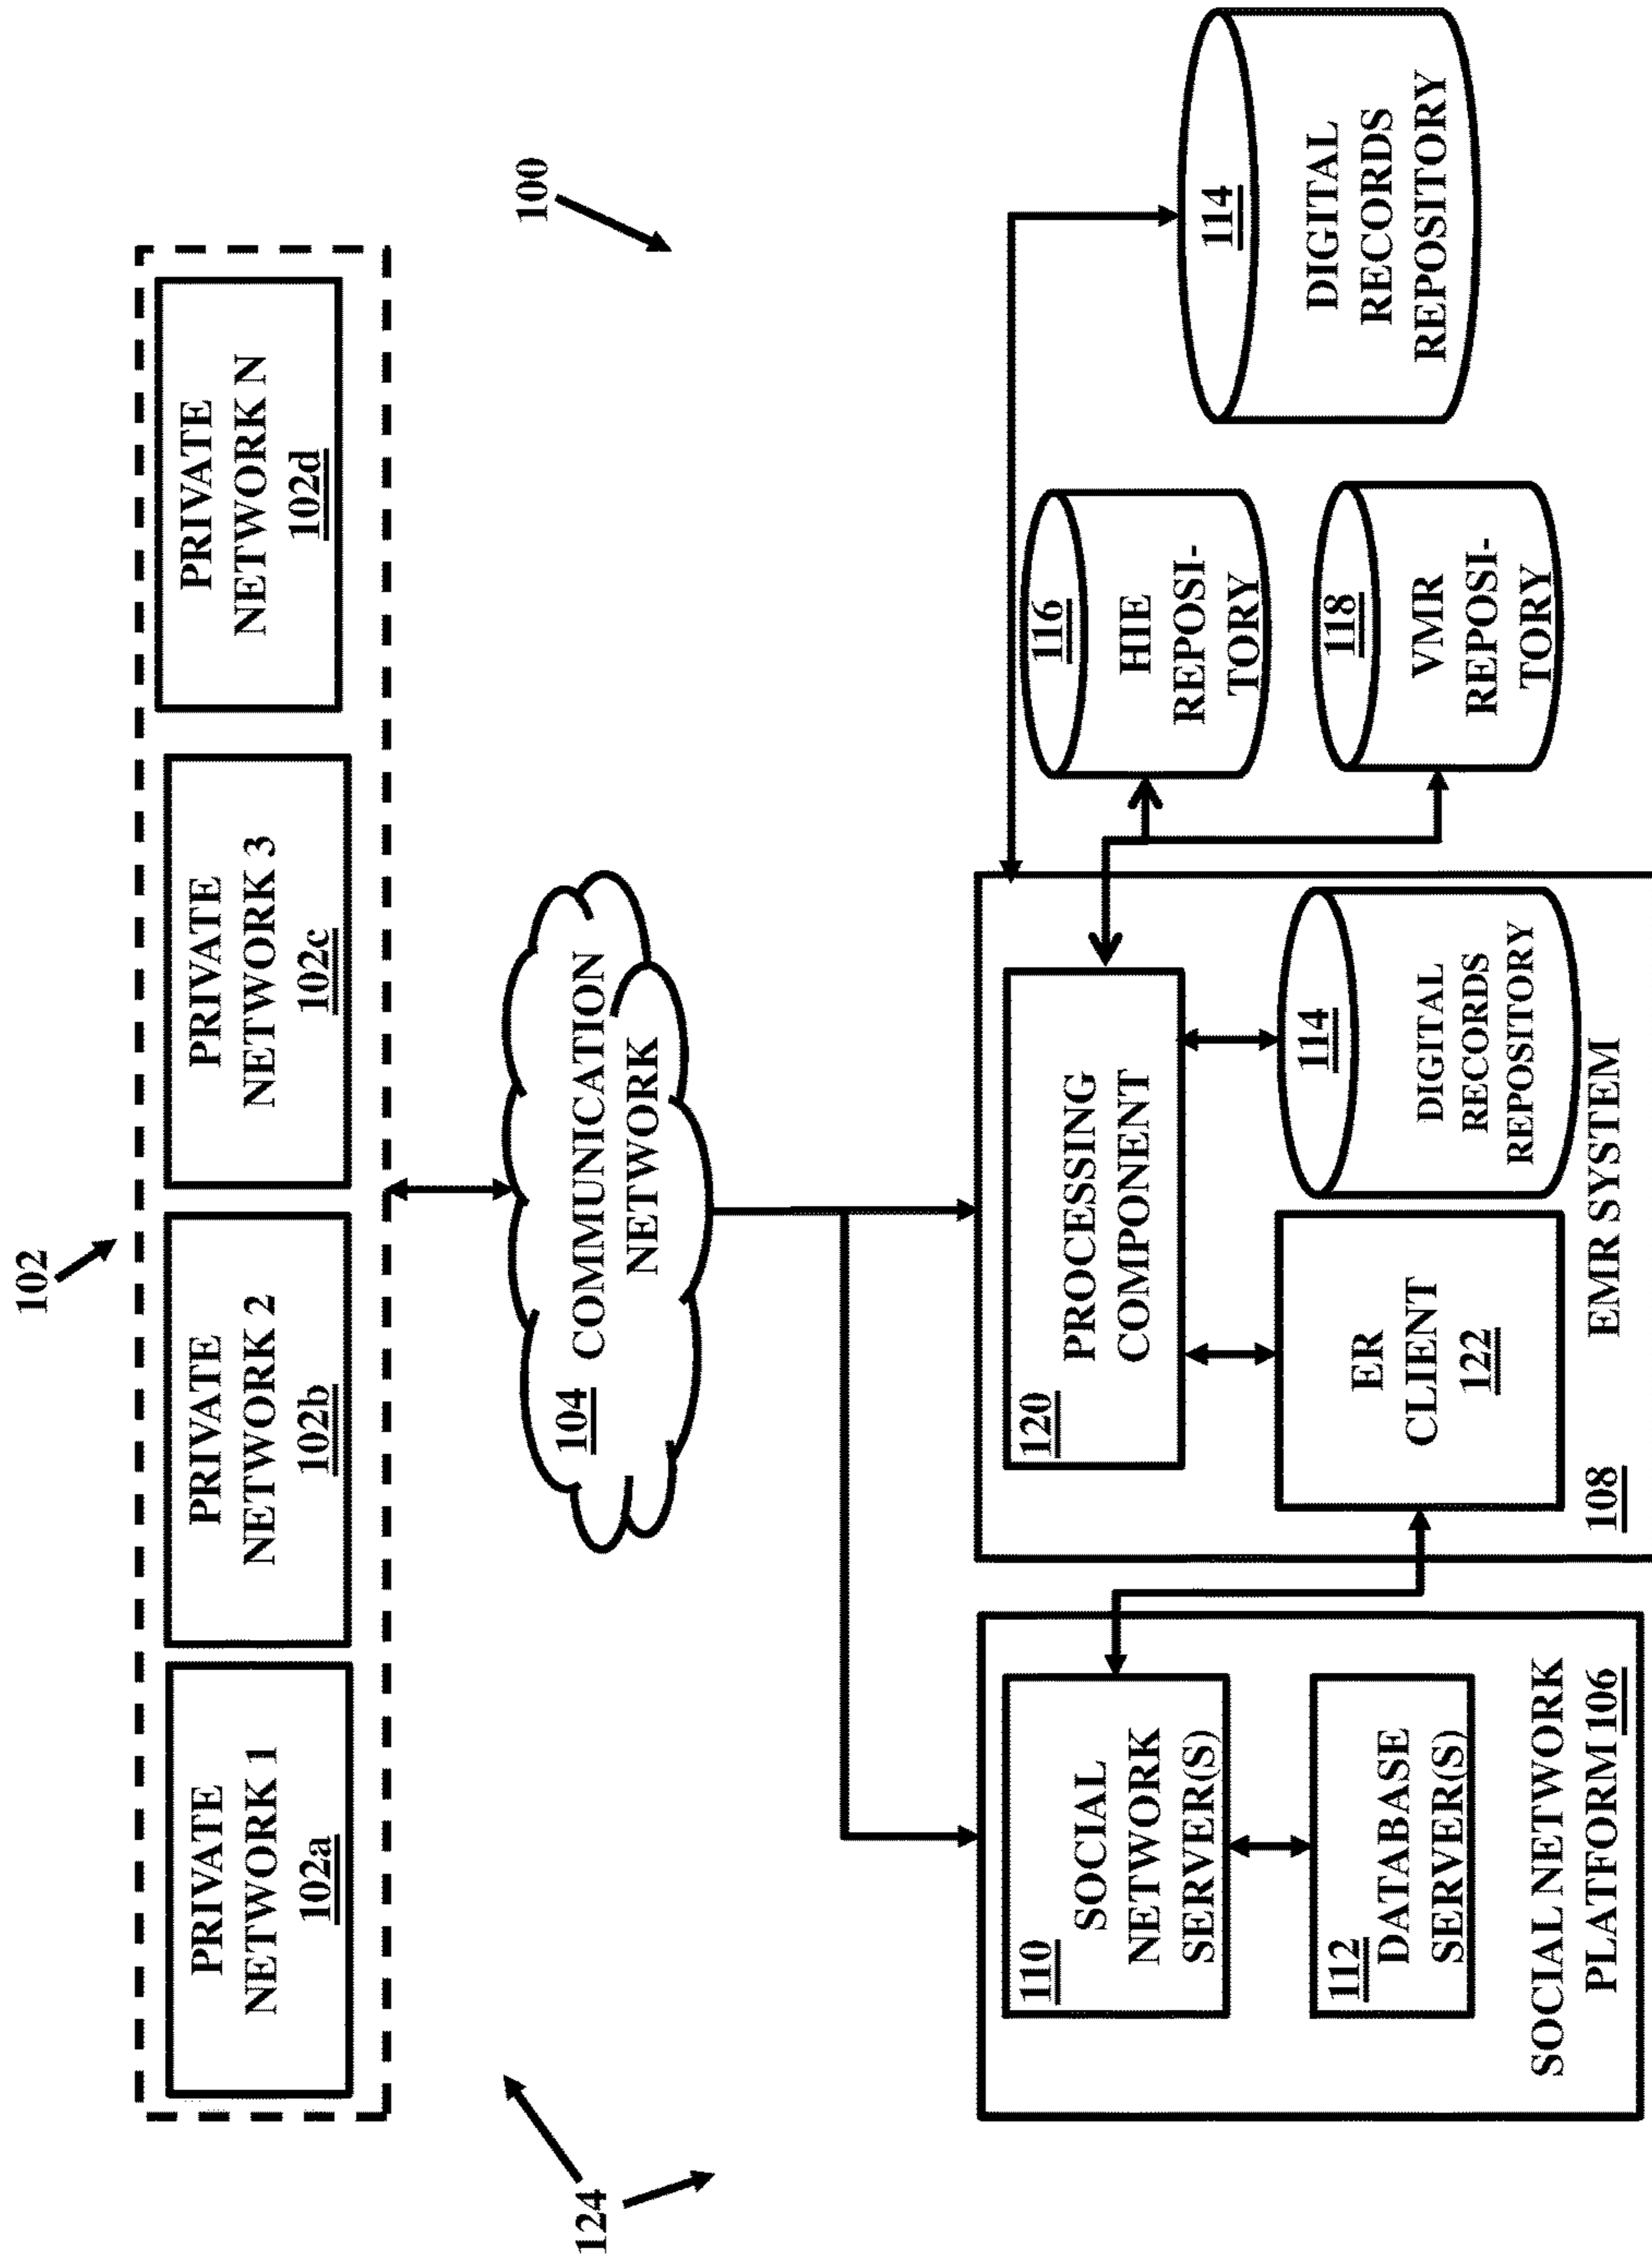 102
PRIVATE
NETWORK 1
102a
PRIVATE
NETWORK 2
102b
PRIVATE
NETWORK 3
102c
PRIVATE
NETWORK N
102d
124
104
COMMUNICATION
NETWORK
100
110
SOCIAL
NETWORK
SERVER(S)
112
DATABASE
SERVER(S)
SOCIAL NETWORK
PLATFORM 106
120
PROCESSING
COMPONENT
ER
CLIENT
122
114
DIGITAL
RECORDS
REPOSITORY
108
EMR SYSTEM
116
HIE
REPOSI-
TORY
118
VMR
REPOSI-
TORY
114
DIGITAL
RECORDS
REPOSITORY